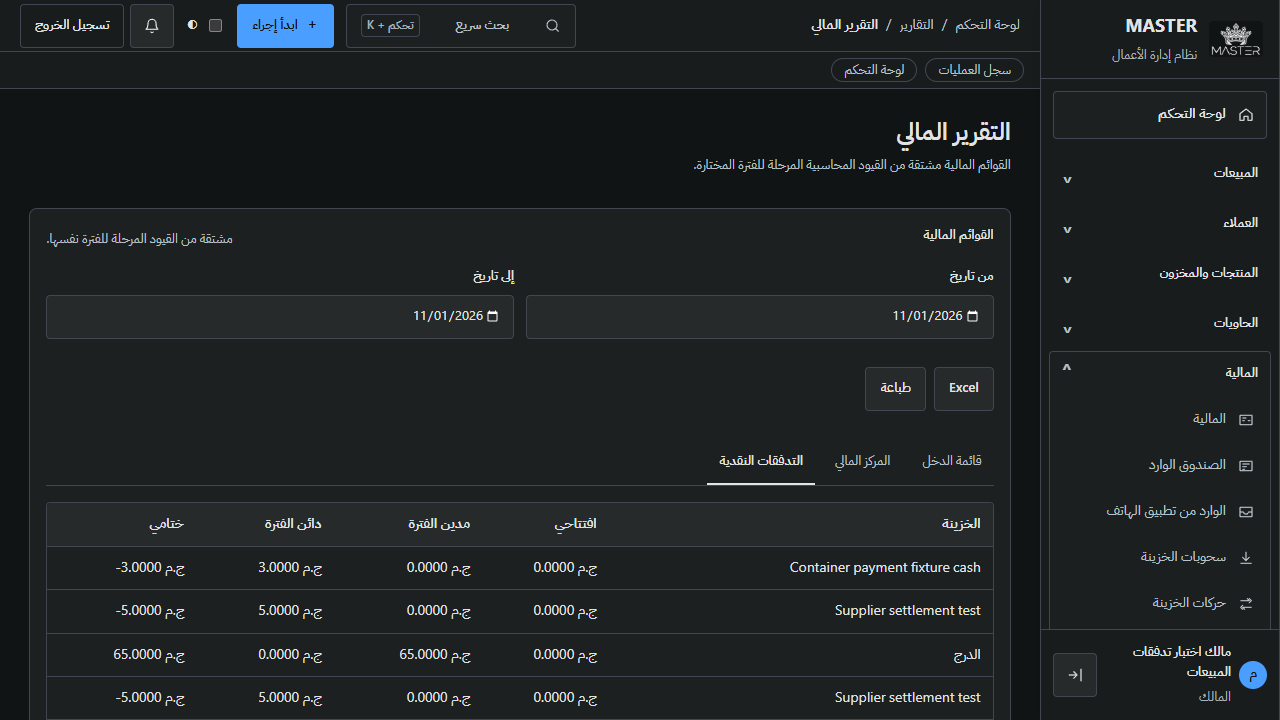 MASTER
نظام إدارة الأعمال
MASTER
لوحة التحكم
المبيعات
العملاء
المنتجات والمخزون
الحاويات
المالية
المالية
الصندوق الوارد
الوارد من تطبيق الهاتف
سحوبات الخزينة
حركات الخزينة
مالك اختبار تدفقات
المبيعات
المالك
م
لوحة التحكم / التقارير / التقرير المالي
بحث سريع تحكم + K
+ ابدأ إجراء
تسجيل الخروج
سجل العمليات
لوحة التحكم
التقرير المالي
القوائم المالية مشتقة من القيود المحاسبية المرحلة للفترة المختارة.
القوائم المالية
مشتقة من القيود المرحلة للفترة نفسها.
من تاريخ
11/01/2026
إلى تاريخ
11/01/2026
Excel
طباعة
قائمة الدخل
المركز المالي
التدفقات النقدية
الخزينة افتتاحي مدين الفترة دائن الفترة ختامي
Container payment fixture cash ج.م 0.0000 ج.م 0.0000 ج.م 3.0000 ج.م 3.0000-
Supplier settlement test ج.م 0.0000 ج.م 0.0000 ج.م 5.0000 ج.م 5.0000-
الدرج ج.م 0.0000 ج.م 65.0000 ج.م 0.0000 ج.م 65.0000
Supplier settlement test ج.م 0.0000 ج.م 0.0000 ج.م 5.0000 ج.م 5.0000-